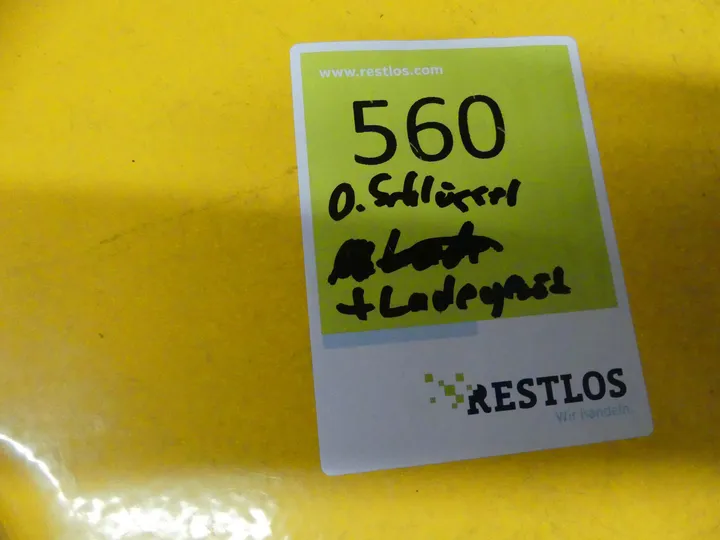 www.restlos.com
560
O. Schlüssel
+ Ladegerät
RESTLOS
Wir handeln.